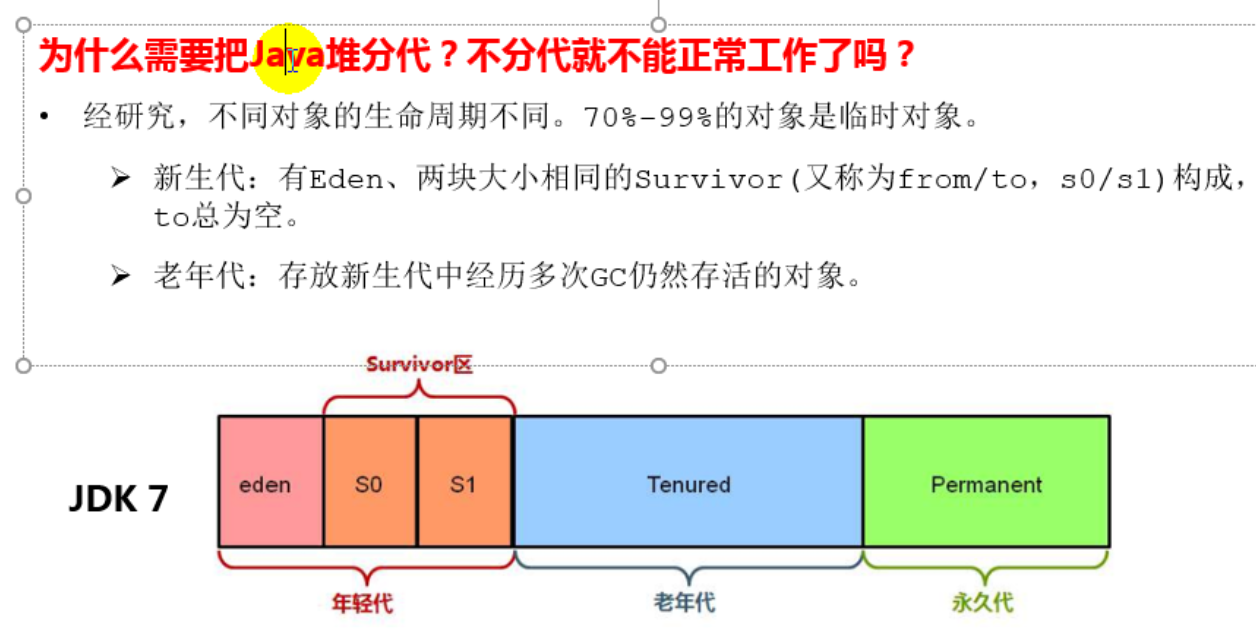 为什么需要把Java堆分代？不分代就不能正常工作了吗？
• 经研究，不同对象的生命周期不同。70%-99%的对象是临时对象。
➢ 新生代：有Eden、两块大小相同的Survivor(又称为from/to，s0/s1)构成，
to总为空。
➢ 老年代：存放新生代中经历多次GC仍然存活的对象。
Survivor区
JDK 7
eden S0 S1 Tenured Permanent
年轻代 老年代 永久代